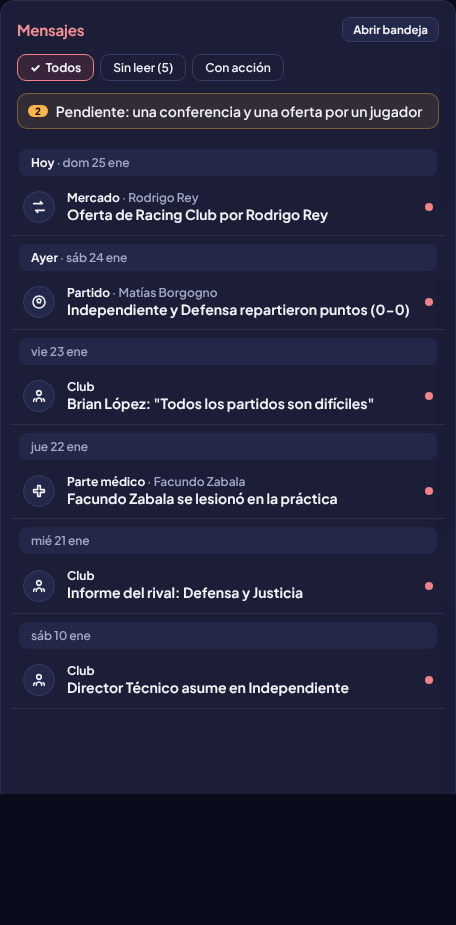 Mensajes
Abrir bandeja
✓ Todos
Sin leer (5)
Con acción
2 Pendiente: una conferencia y una oferta por un jugador
Hoy · dom 25 ene
Mercado · Rodrigo Rey
Oferta de Racing Club por Rodrigo Rey
Ayer · sáb 24 ene
Partido · Matías Borgogno
Independiente y Defensa repartieron puntos (0-0)
vie 23 ene
Club
Brian López: "Todos los partidos son difíciles"
jue 22 ene
Parte médico · Facundo Zabala
Facundo Zabala se lesionó en la práctica
mié 21 ene
Club
Informe del rival: Defensa y Justicia
sáb 10 ene
Club
Director Técnico asume en Independiente